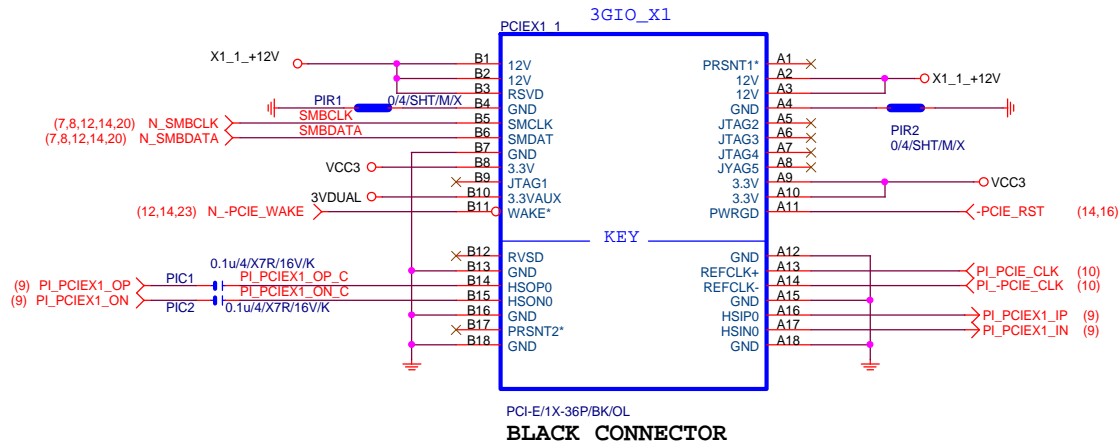 3GIO_X1
PCIEX1_1
X1_1_+12V B1 12V PRSNT1* A1
B2 12V 12V A2 X1_1_+12V
B3 RSVD 12V A3
PIR1 0/4/SHT/M/X B4 GND GND A4
(7,8,12,14,20) N_SMBCLK SMBCLK B5 SMCLK JTAG2 A5
(7,8,12,14,20) N_SMBDATA SMBDATA B6 SMDAT JTAG3 A6 PIR2
B7 GND JTAG4 A7 0/4/SHT/M/X
VCC3 B8 3.3V JYAG5 A8
B9 JTAG1 3.3V A9 VCC3
3VDUAL B10 3.3VAUX 3.3V A10
(12,14,23) N_-PCIE_WAKE B11 WAKE* PWRGD A11 -PCIE_RST (14,16)
KEY
B12 RVSD GND A12
0.1u/4/X7R/16V/K B13 GND REFCLK+ A13 PI_PCIE_CLK (10)
(9) PI_PCIEX1_OP PIC1 PI_PCIEX1_OP_C B14 HSOP0 REFCLK- A14 PI_-PCIE_CLK (10)
(9) PI_PCIEX1_ON PIC2 PI_PCIEX1_ON_C B15 HSON0 GND A15
0.1u/4/X7R/16V/K B16 GND HSIP0 A16 PI_PCIEX1_IP (9)
B17 PRSNT2* HSIN0 A17 PI_PCIEX1_IN (9)
B18 GND GND A18
PCI-E/1X-36P/BK/OL
BLACK CONNECTOR